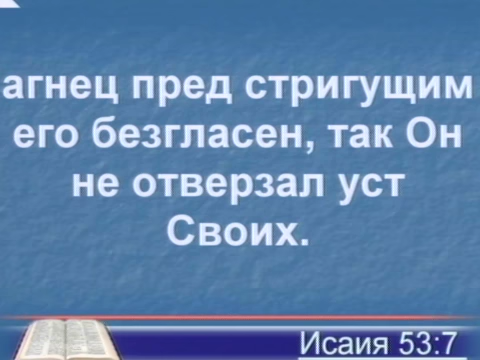 агнец пред стригущим
его безгласен, так Он
не отверзал уст
Своих.
Исаия 53:7